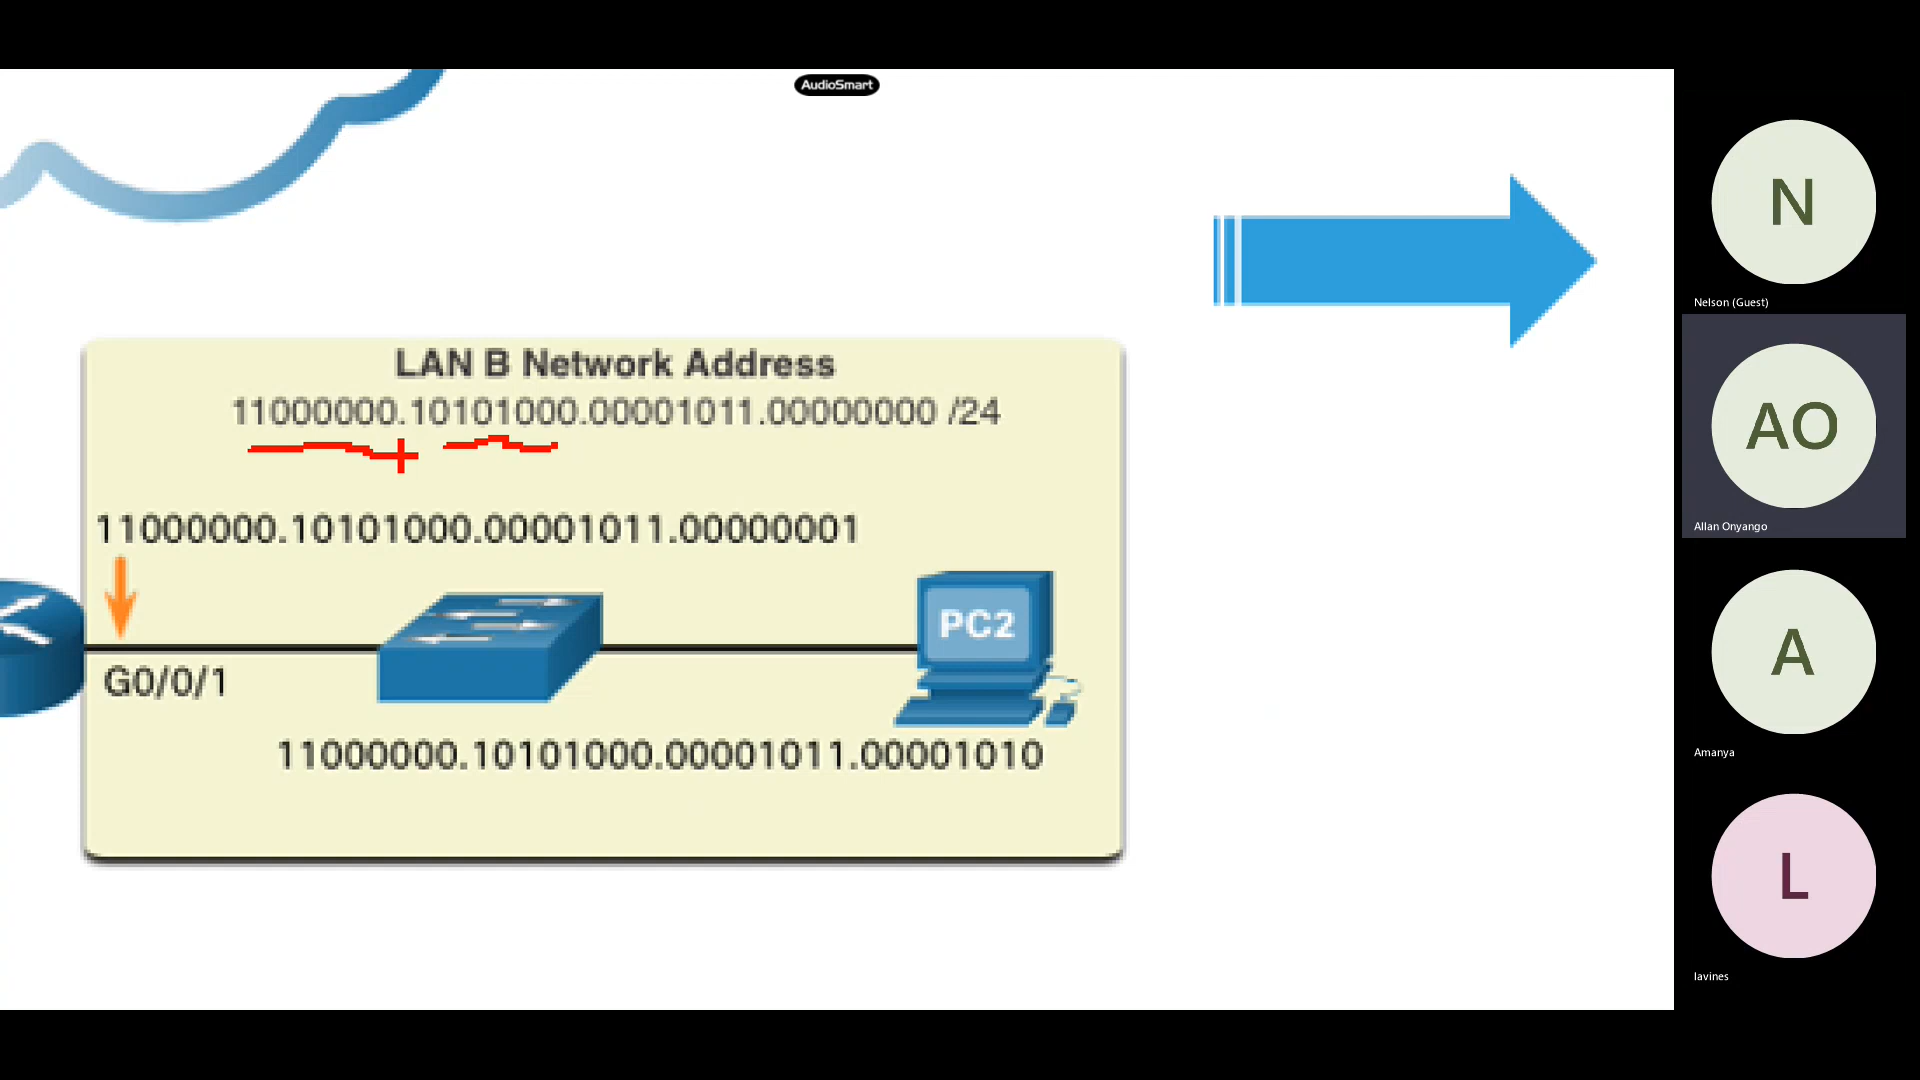 AudioSmart
LAN B Network Address
11000000.10101000.00001011.00000000 /24
11000000.10101000.00001011.00000001
G0/0/1
PC2
11000000.10101000.00001011.00001010
N
Nelson (Guest)
AO
Allan Onyango
A
Amanya
L
lavines